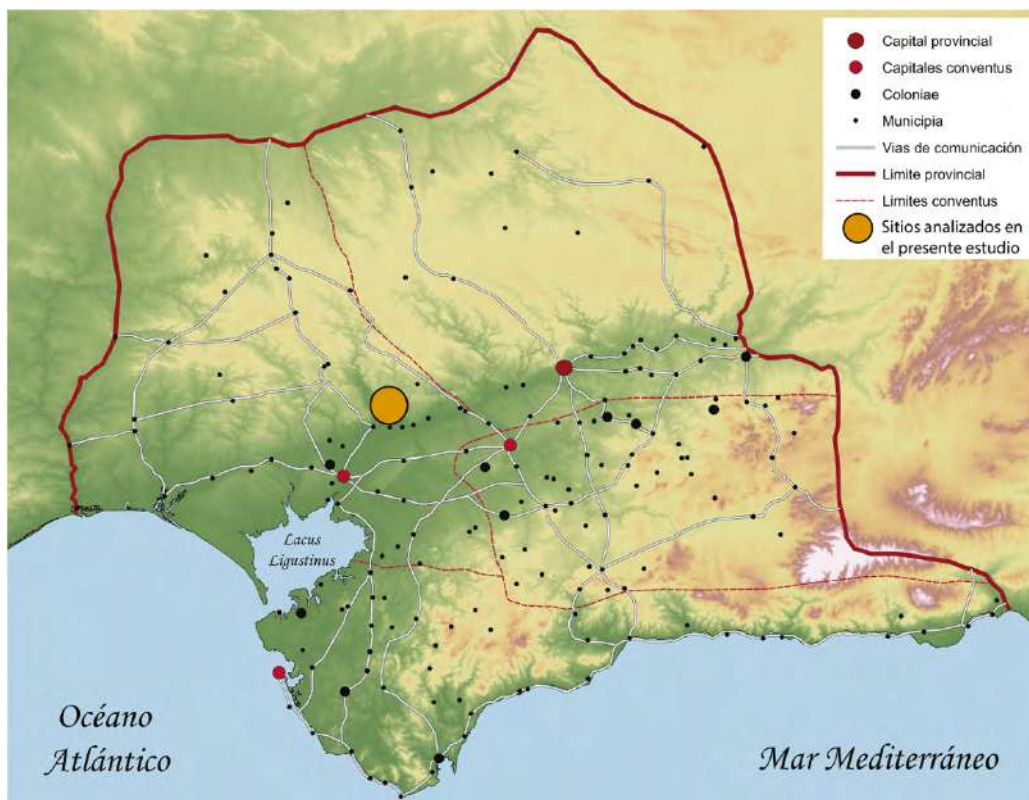 Capital provincial
Capitales conventus
Coloniae
Municipia
Vias de comunicación
Limite provincial
Limites conventus
Sitios analizados en
el presente estudio
Lacus
Ligustinus
Océano
Atlántico
Mar Mediterráneo